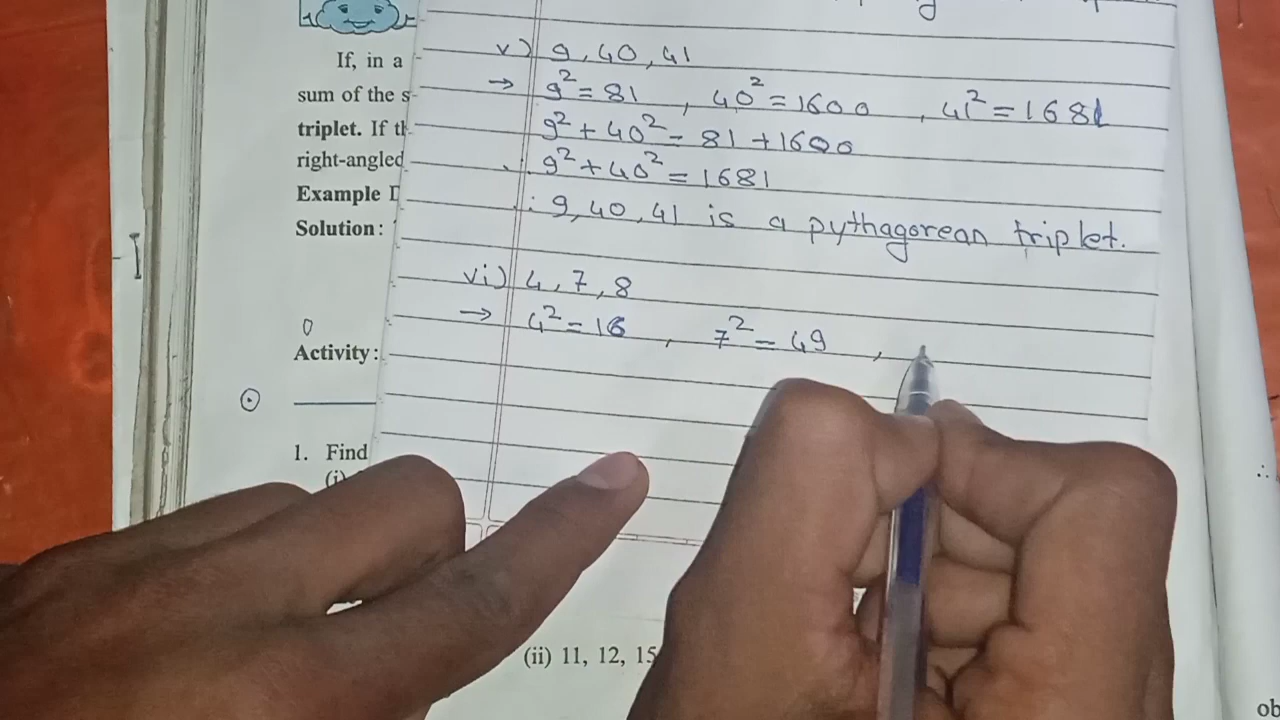 If, in a
sum of the s
triplet. If th
right-angled
Example
Solution:
Activity:
1. Find
(i)
v) 9, 40, 41
→ 9² = 81 , 40² = 1600 , 41² = 1681
9² + 40² = 81 + 1600
∴ 9² + 40² = 1681
∴ 9, 40, 41 is a pythagorean triplet.
vi) 4, 7, 8
→ 4² = 16 , 7² = 49 ,
(ii) 11, 12, 15
∴
ob